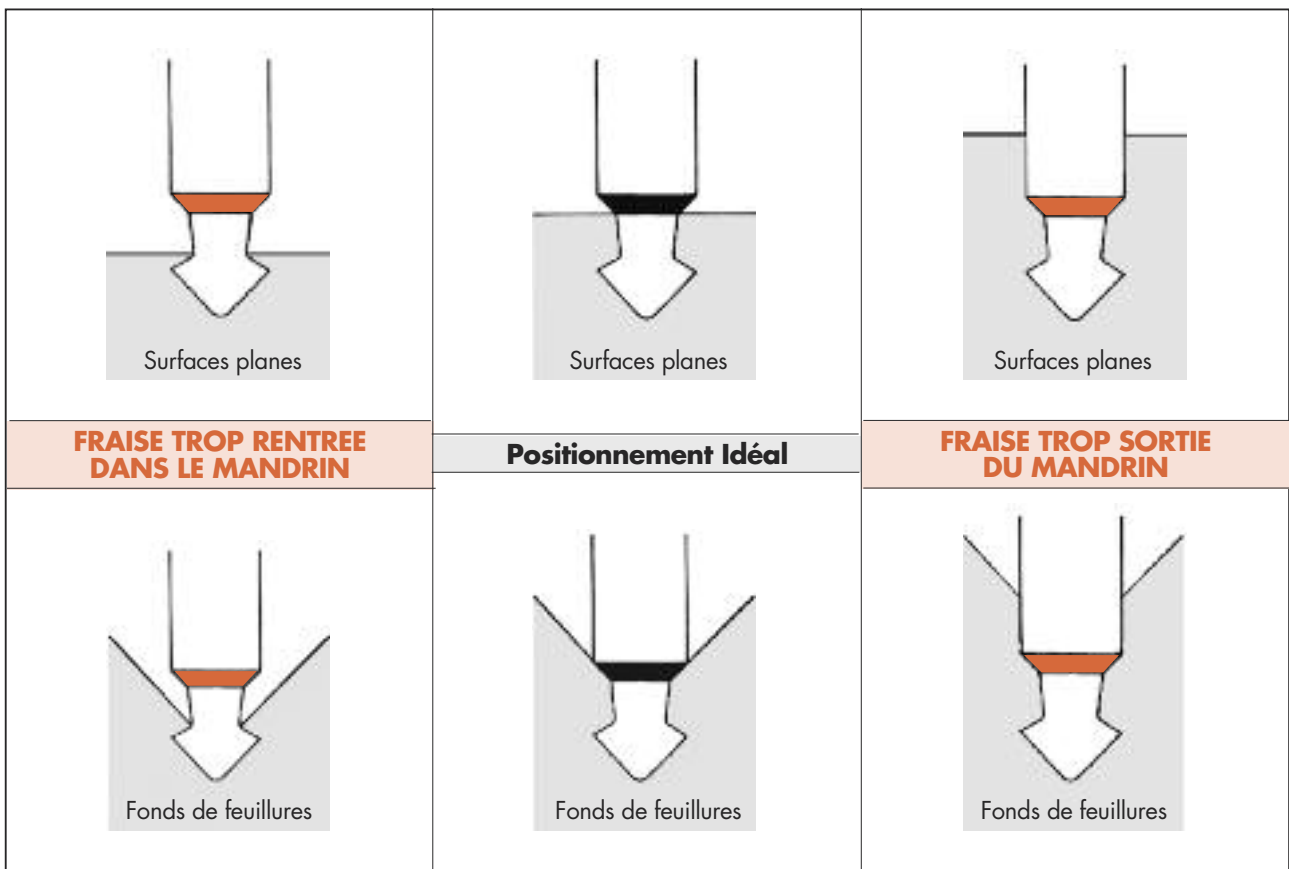 Surfaces planes
Surfaces planes
Surfaces planes
FRAISE TROP RENTREE
DANS LE MANDRIN
Positionnement Idéal
FRAISE TROP SORTIE
DU MANDRIN
Fonds de feuillures
Fonds de feuillures
Fonds de feuillures